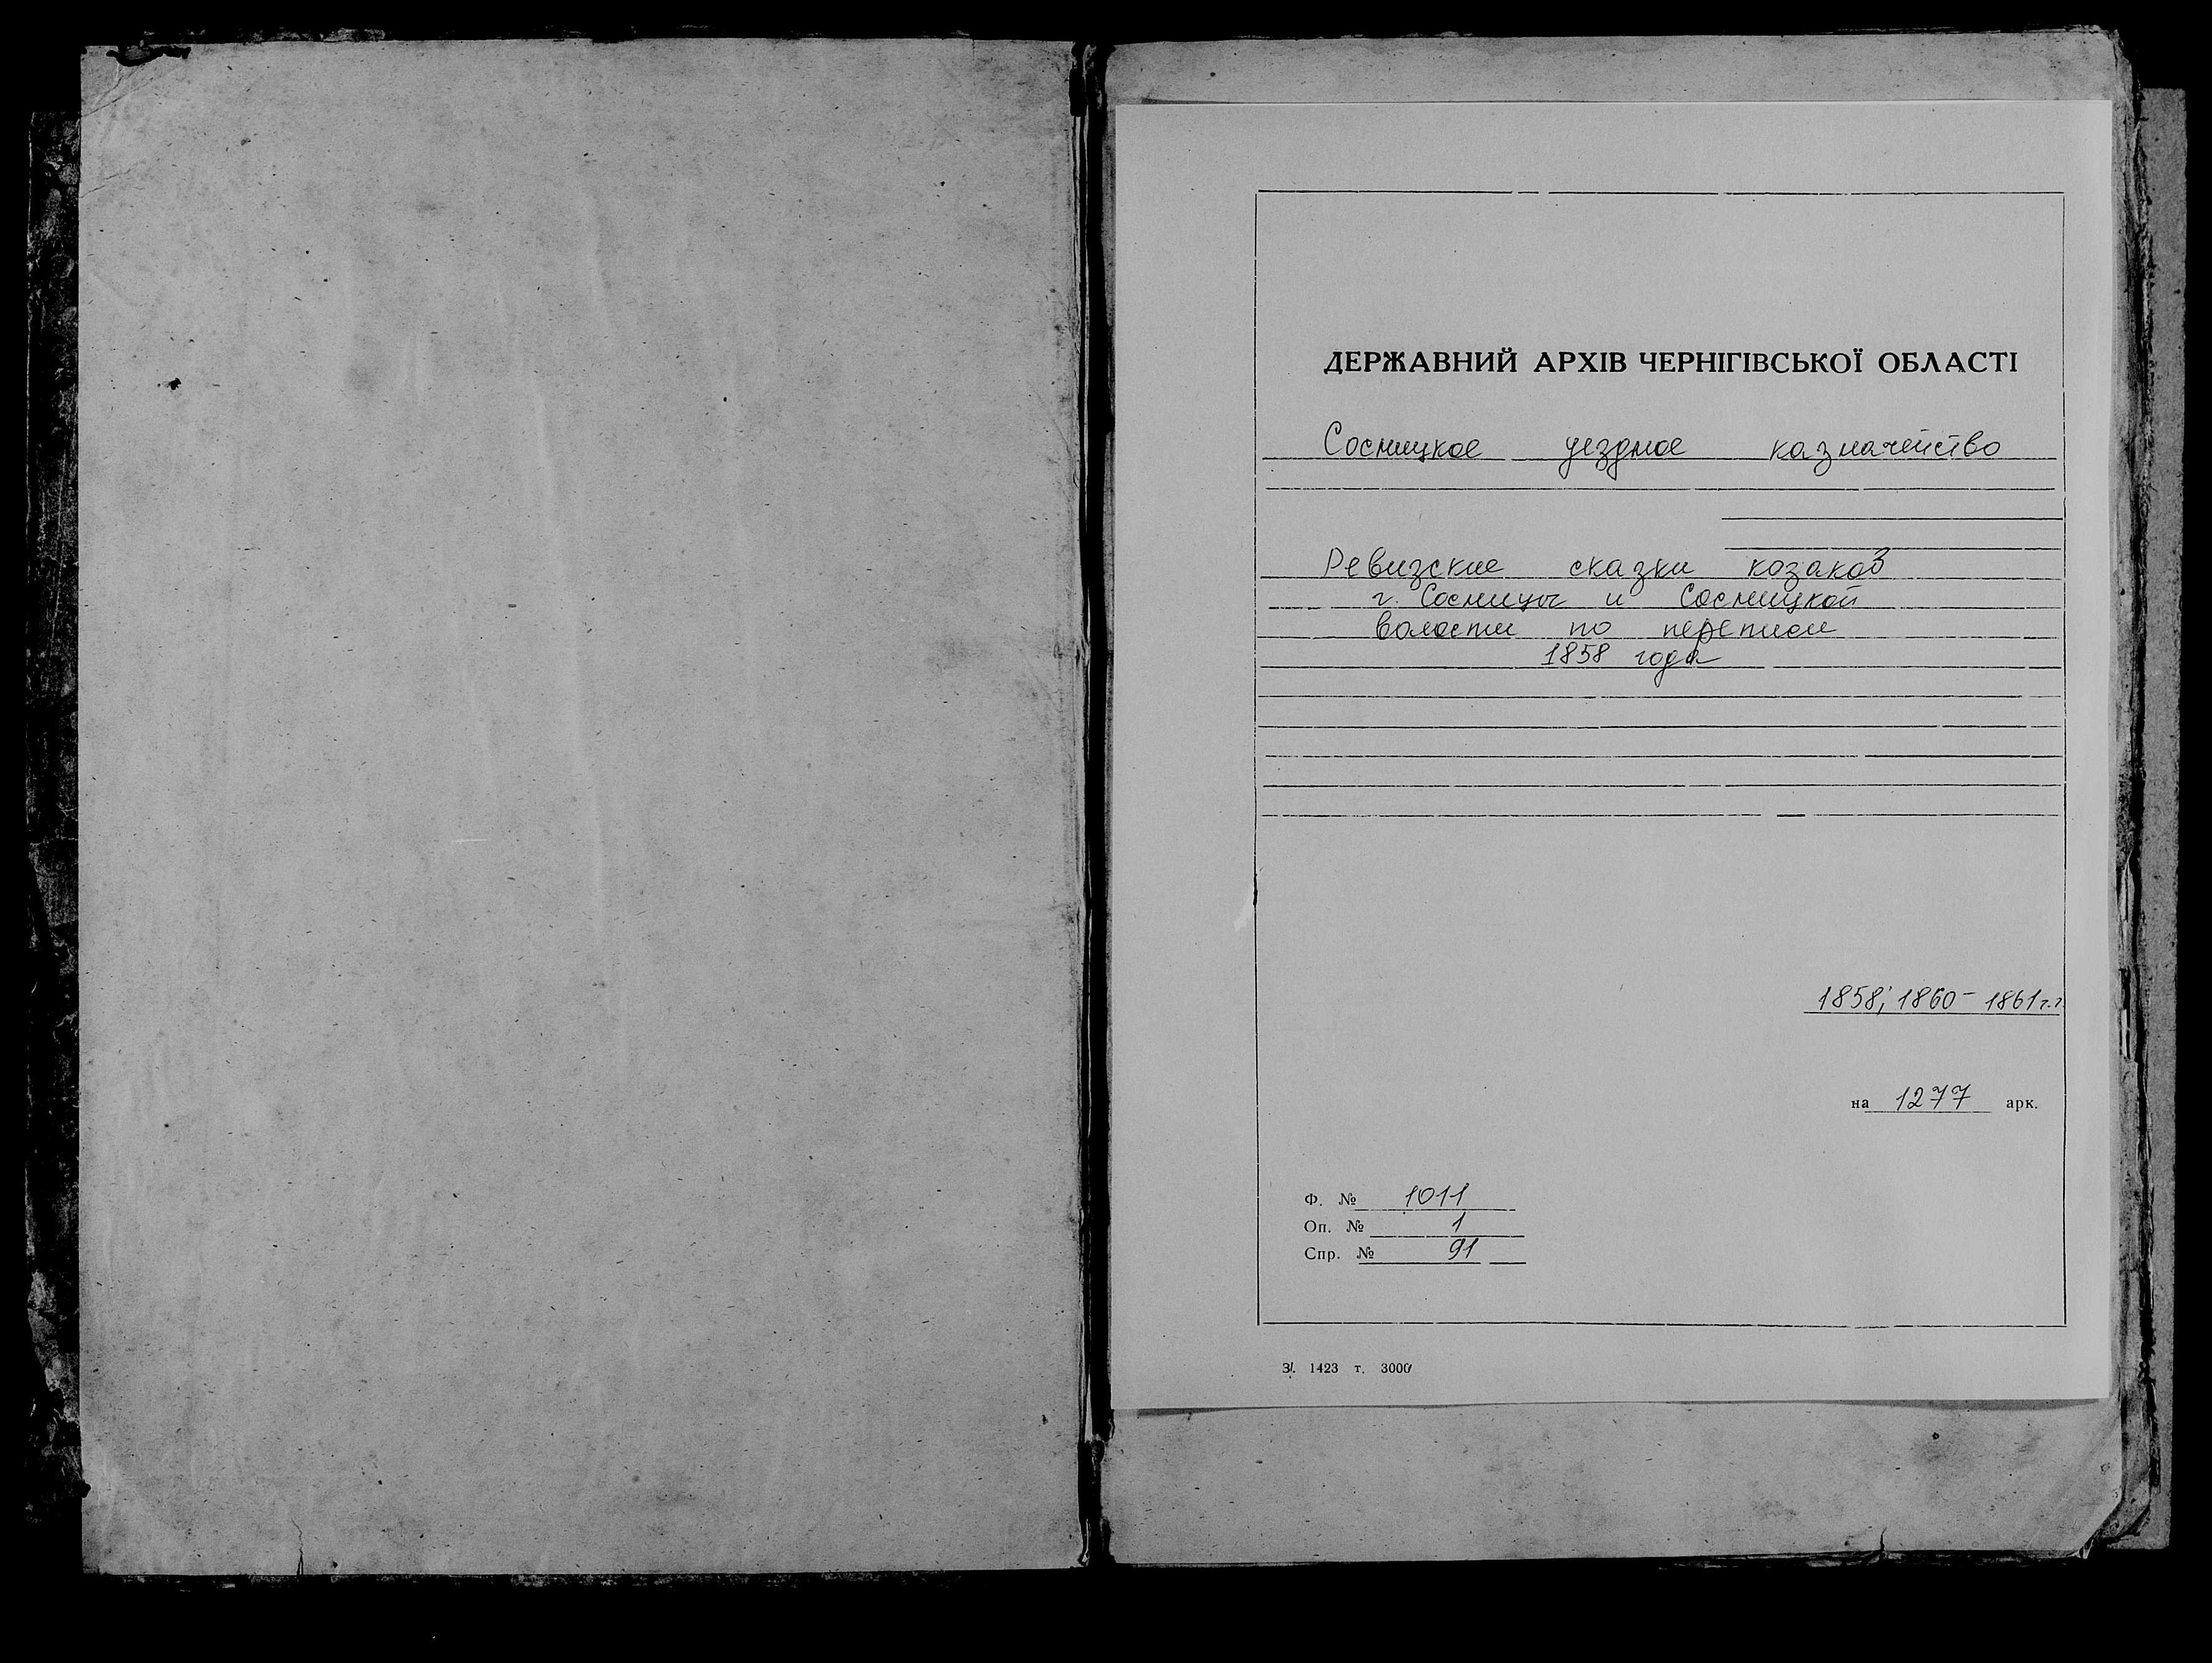 ДЕРЖАВНИЙ АРХІВ ЧЕРНІГІВСЬКОЇ ОБЛАСТІ
Сосницкое уездное казначейство
Ревизские сказки козаков
г. Сосницы и Сосницкой
волости по переписи
1858 года
1858; 1860 - 1861 г.г.
на 1277 арк.
Ф. № 1011
Оп. № 1
Спр. № 91
З. 1423 т. 3000